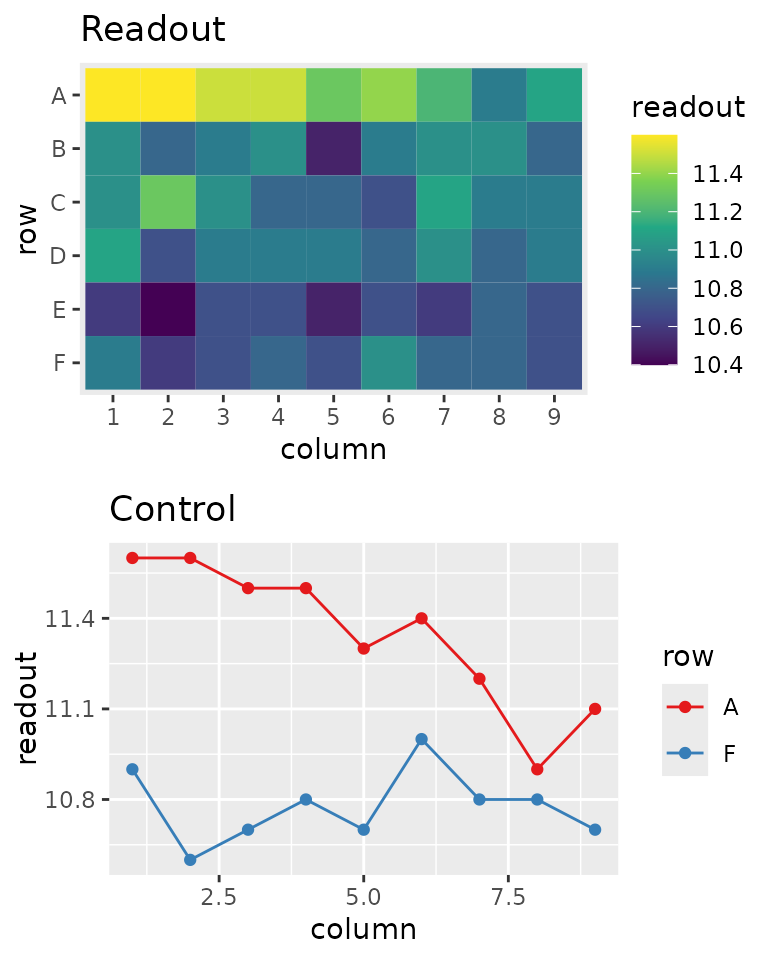 Readout
A
B
C
D
E
F
row
1 2 3 4 5 6 7 8 9
column
readout
11.4
11.2
11.0
10.8
10.6
10.4
Control
11.4
11.1
10.8
readout
2.5 5.0 7.5
column
row
A
F